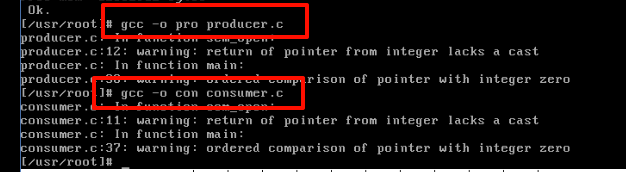 Ok.
[/usr/root]# gcc -o pro producer.c
producer.c: In function sem_open:
producer.c:12: warning: return of pointer from integer lacks a cast
producer.c: In function main:
producer.c:38: warning: ordered comparison of pointer with integer zero
[/usr/root]# gcc -o con consumer.c
consumer.c: In function sem_open:
consumer.c:11: warning: return of pointer from integer lacks a cast
consumer.c: In function main:
consumer.c:37: warning: ordered comparison of pointer with integer zero
[/usr/root]# _